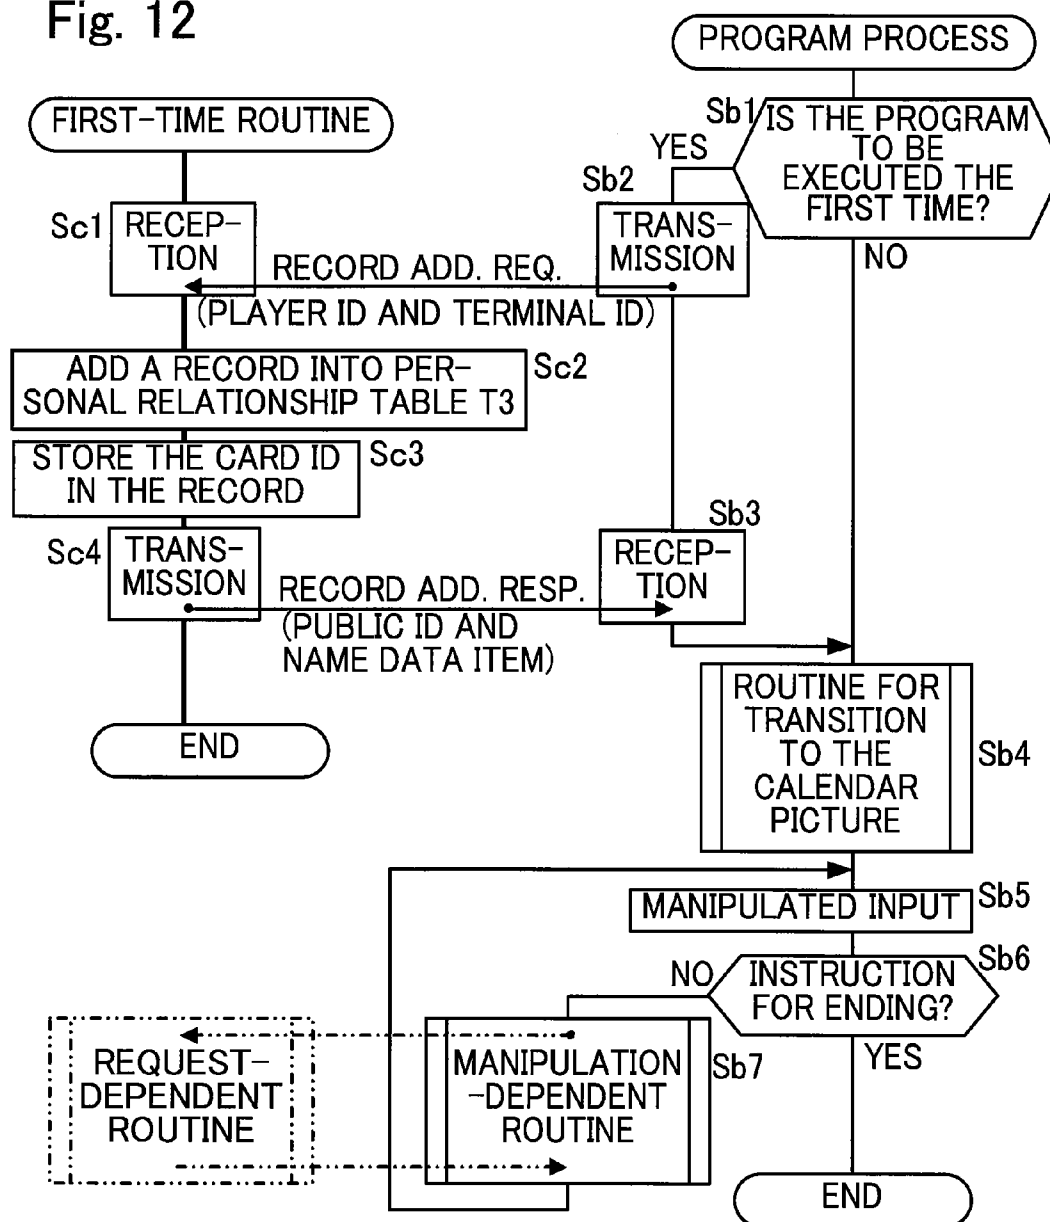 Fig. 12
PROGRAM PROCESS
FIRST-TIME ROUTINE
Sb1
IS THE PROGRAM
TO BE
EXECUTED THE
FIRST TIME?
YES
NO
Sb2
TRANS-
MISSION
Sc1
RECEP-
TION
RECORD ADD. REQ.
(PLAYER ID AND TERMINAL ID)
ADD A RECORD INTO PER-
SONAL RELATIONSHIP TABLE T3
Sc2
STORE THE CARD ID
IN THE RECORD
Sc3
Sc4
TRANS-
MISSION
Sb3
RECEP-
TION
RECORD ADD. RESP.
(PUBLIC ID AND
NAME DATA ITEM)
END
ROUTINE FOR
TRANSITION
TO THE
CALENDAR
PICTURE
Sb4
MANIPULATED INPUT
Sb5
NO
INSTRUCTION
FOR ENDING?
Sb6
YES
REQUEST-
DEPENDENT
ROUTINE
MANIPULATION
-DEPENDENT
ROUTINE
Sb7
END